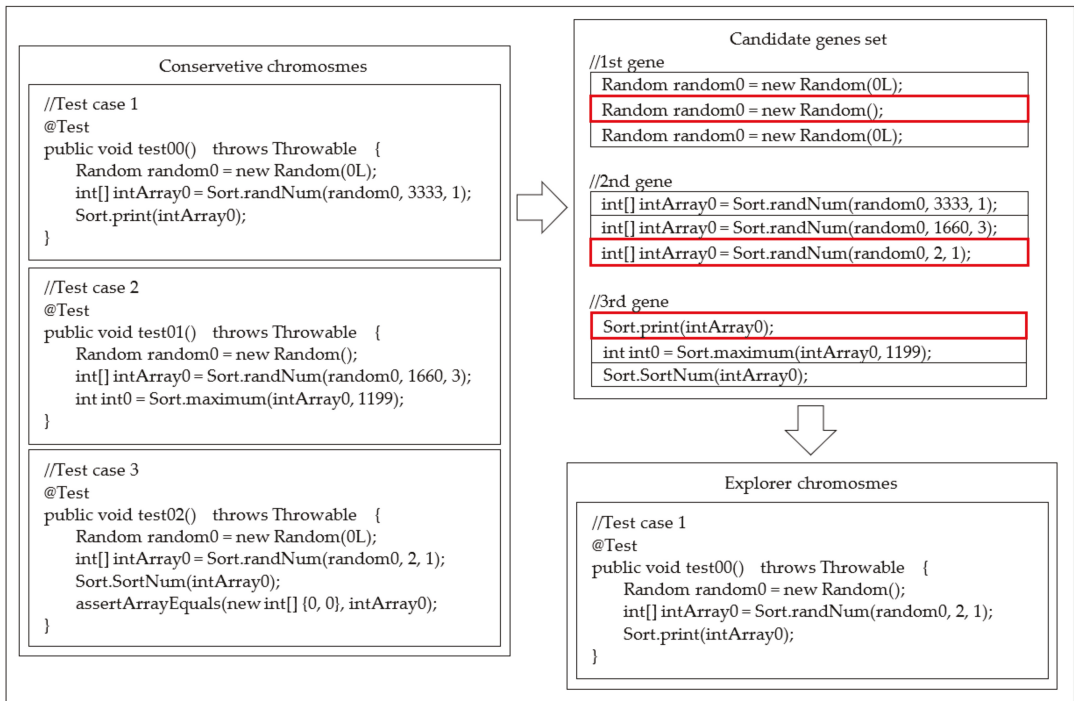 Conservetive chromosmes
//Test case 1
@Test
public void test00() throws Throwable {
Random random0 = new Random(0L);
int[] intArray0 = Sort.randNum(random0, 3333, 1);
Sort.print(intArray0);
}
//Test case 2
@Test
public void test01() throws Throwable {
Random random0 = new Random();
int[] intArray0 = Sort.randNum(random0, 1660, 3);
int int0 = Sort.maximum(intArray0, 1199);
}
//Test case 3
@Test
public void test02() throws Throwable {
Random random0 = new Random(0L);
int[] intArray0 = Sort.randNum(random0, 2, 1);
Sort.SortNum(intArray0);
assertArrayEquals(new int[] {0, 0}, intArray0);
}
Candidate genes set
//1st gene
Random random0 = new Random(0L);
Random random0 = new Random();
Random random0 = new Random(0L);
//2nd gene
int[] intArray0 = Sort.randNum(random0, 3333, 1);
int[] intArray0 = Sort.randNum(random0, 1660, 3);
int[] intArray0 = Sort.randNum(random0, 2, 1);
//3rd gene
Sort.print(intArray0);
int int0 = Sort.maximum(intArray0, 1199);
Sort.SortNum(intArray0);
Explorer chromosmes
//Test case 1
@Test
public void test00() throws Throwable {
Random random0 = new Random();
int[] intArray0 = Sort.randNum(random0, 2, 1);
Sort.print(intArray0);
}